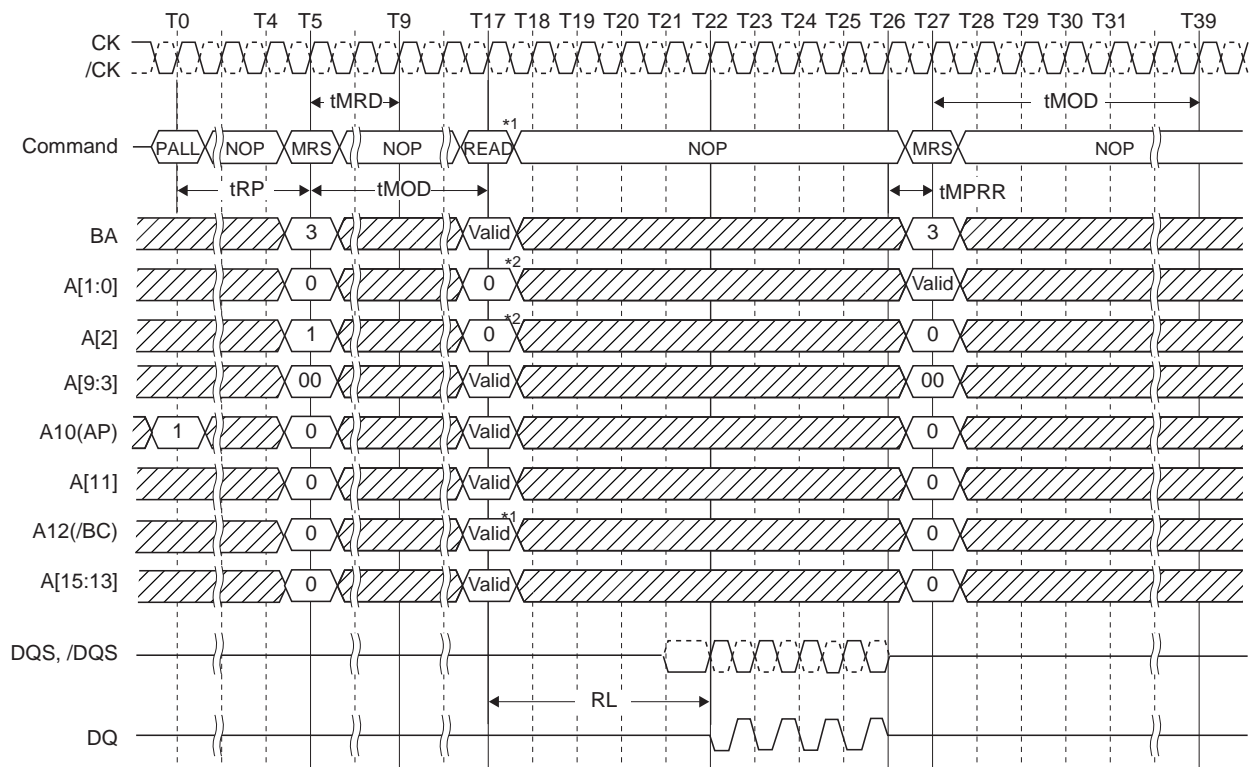 T0 T4 T5 T9 T17 T18 T19 T20 T21 T22 T23 T24 T25 T26 T27 T28 T29 T30 T31 T39
CK
/CK
tMRD tMOD
*1
Command PALL NOP MRS NOP READ NOP MRS NOP
tRP tMOD tMPRR
BA 3 Valid 3
*2
A[1:0] 0 0 Valid
*2
A[2] 1 0 0
A[9:3] 00 Valid 00
A10(AP) 1 0 Valid 0
A[11] 0 Valid 0
*1
A12(/BC) 0 Valid 0
A[15:13] 0 Valid 0
DQS, /DQS
RL
DQ